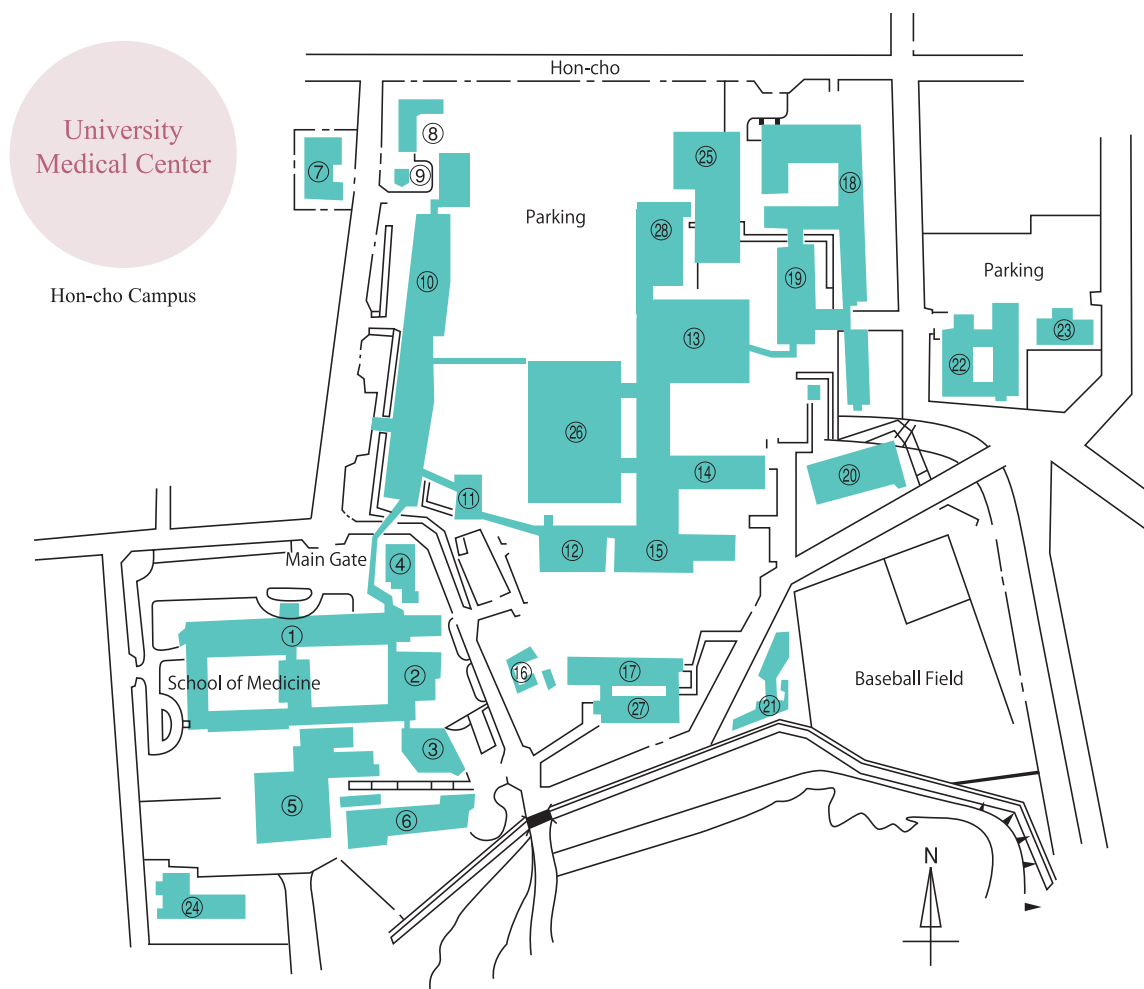 Hon-cho
University
Medical Center
Hon-cho Campus
⑧
⑦
⑨
㉕
⑱
Parking
㉘
⑩
⑲
Parking
⑬
㉓
㉒
㉖
⑭
⑳
⑪
⑫
⑮
Main Gate
④
①
②
School of Medicine
⑯
⑰
㉗
㉑
Baseball Field
③
⑤
⑥
N
㉔